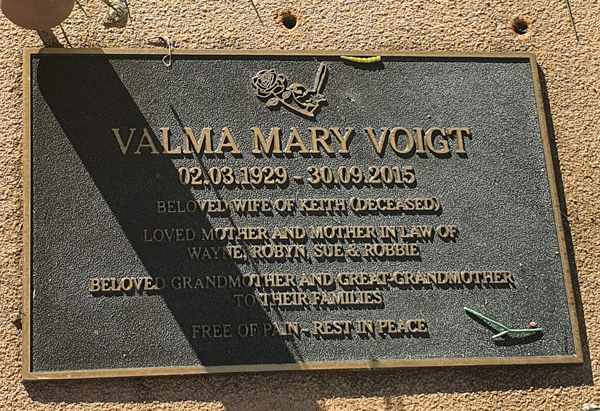 VALMA MARY VOIGT
02.03.1929 - 30.09.2015
BELOVED WIFE OF KEITH (DECEASED)
LOVED MOTHER AND MOTHER IN LAW OF
WAYNE, ROBYN, SUE & ROBBIE
BELOVED GRANDMOTHER AND GREAT-GRANDMOTHER
TO THEIR FAMILIES
FREE OF PAIN - REST IN PEACE